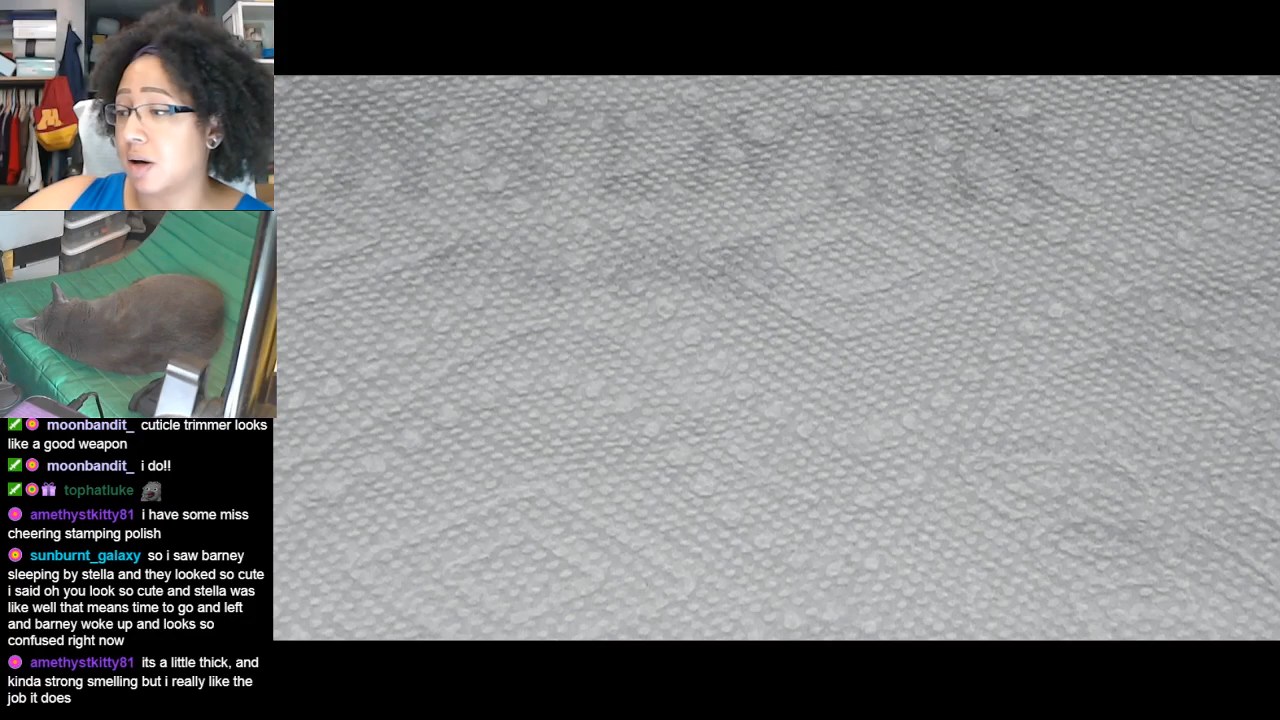 moonbandit_ cuticle trimmer looks
like a good weapon
moonbandit_ i do!!
tophatluke
amethystkitty81 i have some miss
cheering stamping polish
sunburnt_galaxy so i saw barney
sleeping by stella and they looked so cute
i said oh you look so cute and stella was
like well that means time to go and left
and barney woke up and looks so
confused right now
amethystkitty81 its a little thick, and
kinda strong smelling but i really like the
job it does
M